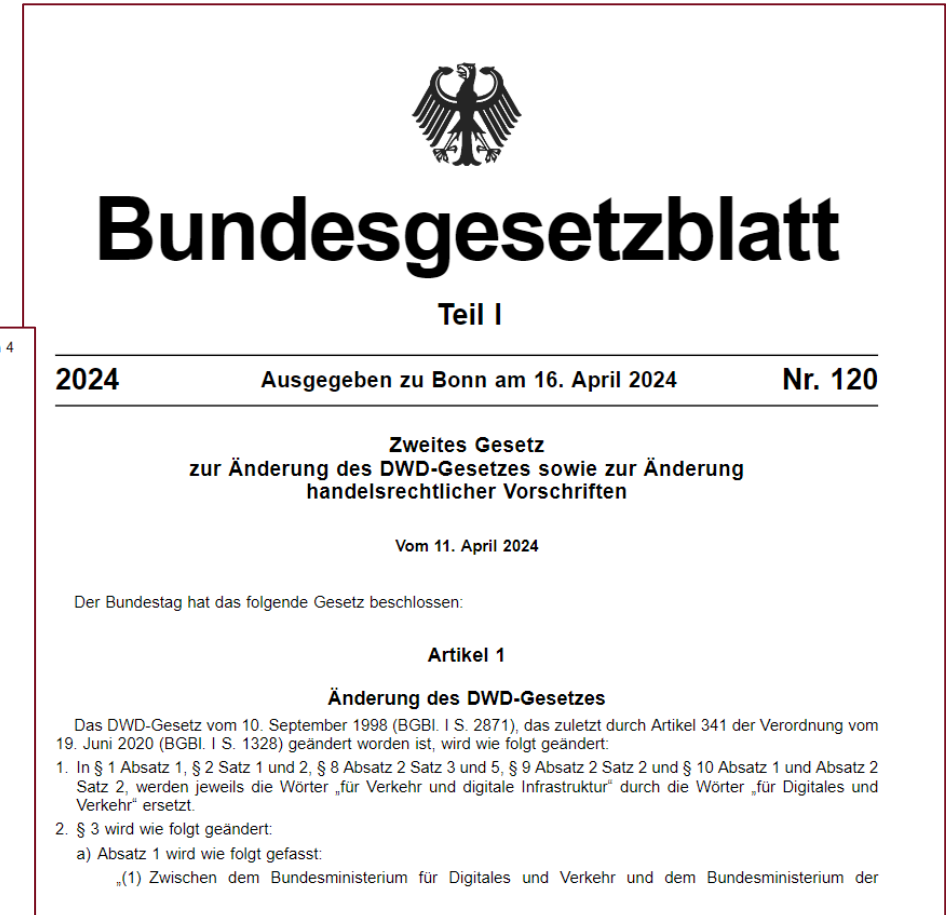 Bundesgesetzblatt
Teil I
4
2024 Ausgegeben zu Bonn am 16. April 2024 Nr. 120
Zweites Gesetz
zur Änderung des DWD-Gesetzes sowie zur Änderung
handelsrechtlicher Vorschriften
Vom 11. April 2024
Der Bundestag hat das folgende Gesetz beschlossen:
Artikel 1
Änderung des DWD-Gesetzes
Das DWD-Gesetz vom 10. September 1998 (BGBl. I S. 2871), das zuletzt durch Artikel 341 der Verordnung vom
19. Juni 2020 (BGBl. I S. 1328) geändert worden ist, wird wie folgt geändert:
1. In § 1 Absatz 1, § 2 Satz 1 und 2, § 8 Absatz 2 Satz 3 und 5, § 9 Absatz 2 Satz 2 und § 10 Absatz 1 und Absatz 2
Satz 2, werden jeweils die Wörter „für Verkehr und digitale Infrastruktur“ durch die Wörter „für Digitales und
Verkehr“ ersetzt.
2. § 3 wird wie folgt geändert:
a) Absatz 1 wird wie folgt gefasst:
„(1) Zwischen dem Bundesministerium für Digitales und Verkehr und dem Bundesministerium der